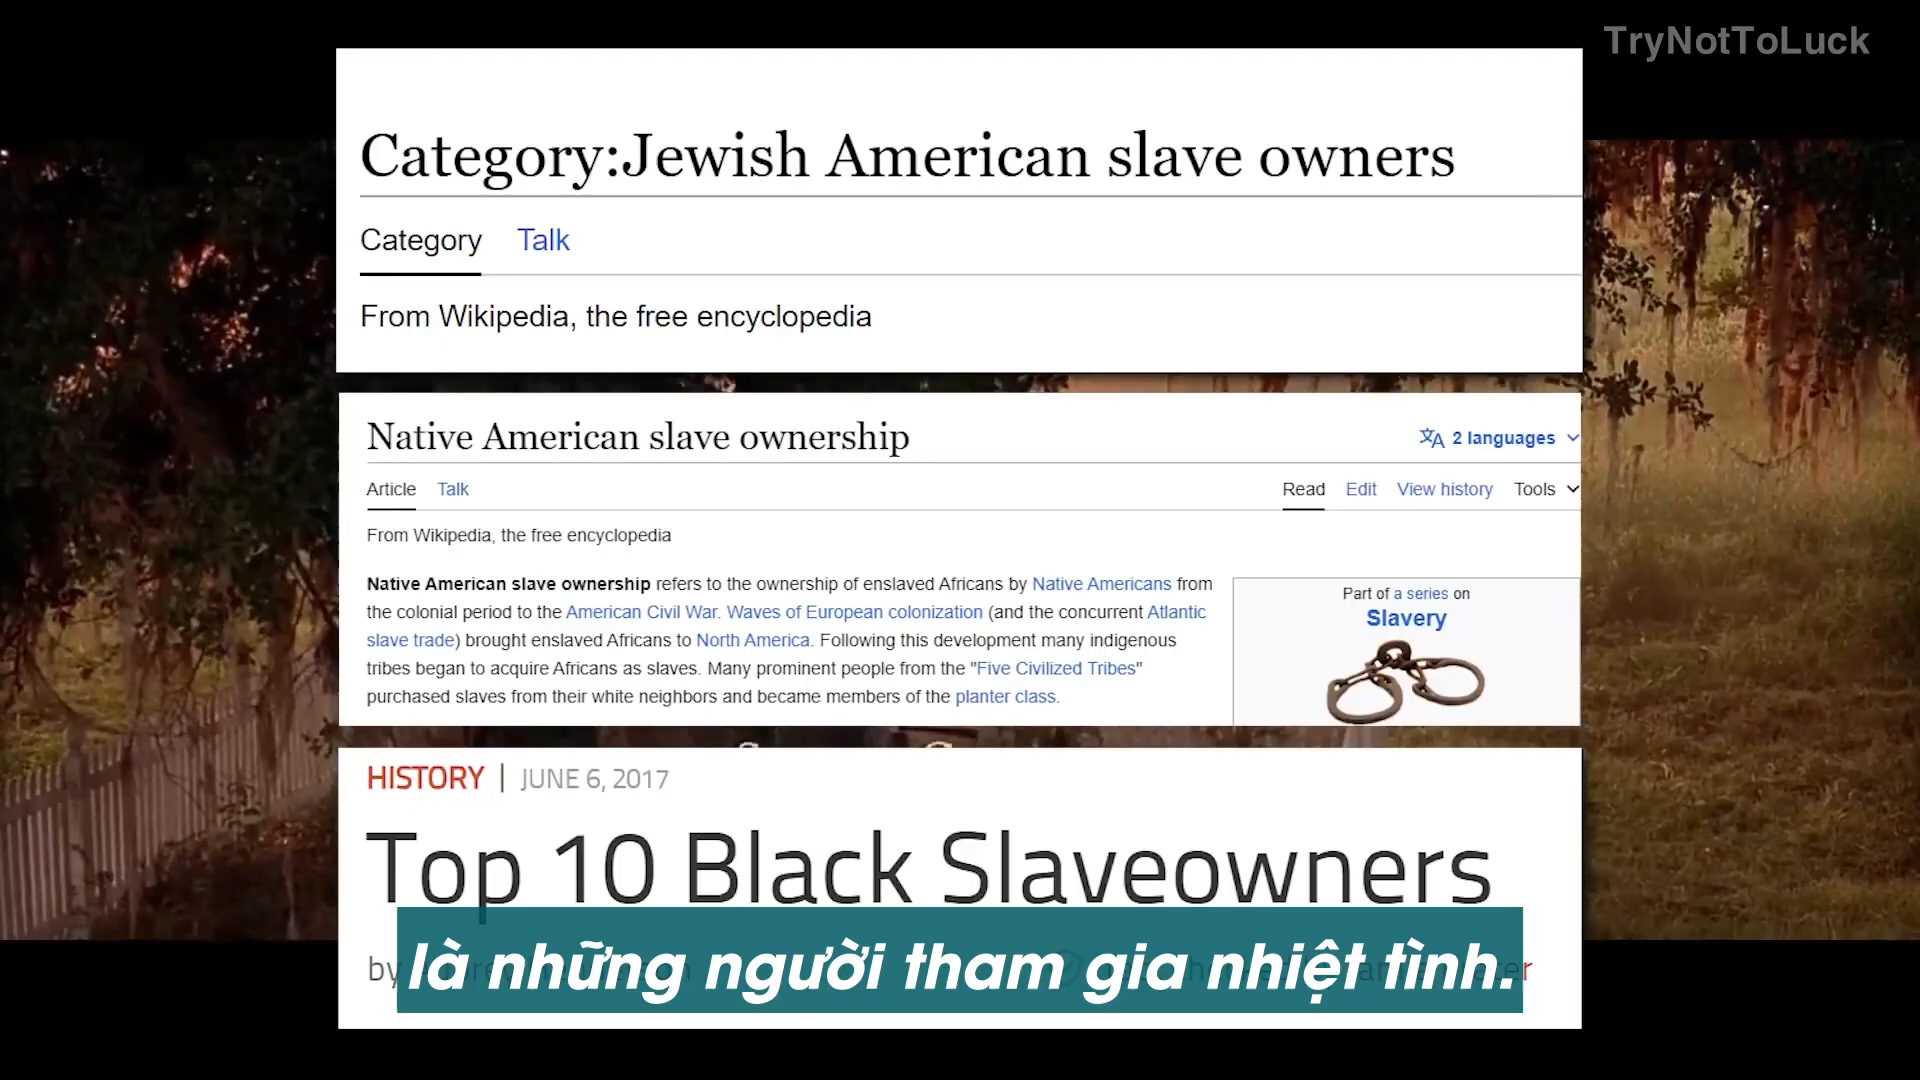 TryNotToLuck
Category:Jewish American slave owners
Category Talk
From Wikipedia, the free encyclopedia
Native American slave ownership
2 languages
Article Talk
Read Edit View history Tools
From Wikipedia, the free encyclopedia
Native American slave ownership refers to the ownership of enslaved Africans by Native Americans from
the colonial period to the American Civil War. Waves of European colonization (and the concurrent Atlantic
slave trade) brought enslaved Africans to North America. Following this development many indigenous
tribes began to acquire Africans as slaves. Many prominent people from the "Five Civilized Tribes"
purchased slaves from their white neighbors and became members of the planter class.
Part of a series on
Slavery
HISTORY | JUNE 6, 2017
Top 10 Black Slaveowners
by
là những người tham gia nhiệt tình.